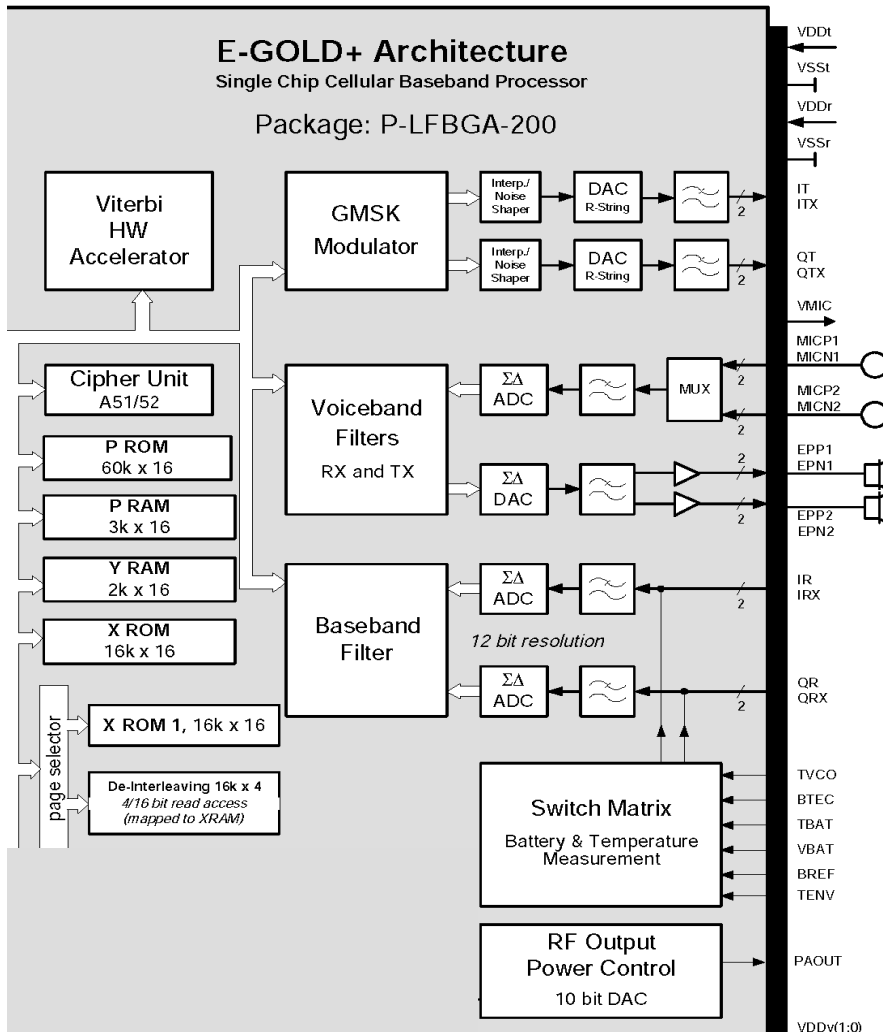 E-GOLD+ Architecture
Single Chip Cellular Baseband Processor
Package: P-LFBGA-200
VDDt
VSSt
VDDr
VSSr
Viterbi
HW
Accelerator
GMSK
Modulator
Interp./
Noise
Shaper
DAC
R-String
2
IT
ITX
Interp./
Noise
Shaper
DAC
R-String
2
QT
QTX
VMIC
Cipher Unit
A51/52
P ROM
60k x 16
P RAM
3k x 16
Y RAM
2k x 16
X ROM
16k x 16
Voiceband
Filters
RX and TX
ΣΔ
ADC
MUX
2
MICP1
MICN1
2
MICP2
MICN2
ΣΔ
DAC
2
EPP1
EPN1
2
EPP2
EPN2
Baseband
Filter
ΣΔ
ADC
2
IR
IRX
12 bit resolution
ΣΔ
ADC
2
QR
QRX
page selector
X ROM 1, 16k x 16
De-Interleaving 16k x 4
4/16 bit read access
(mapped to XRAM)
Switch Matrix
Battery & Temperature
Measurement
TVCO
BTEC
TBAT
VBAT
BREF
TENV
RF Output
Power Control
10 bit DAC
PAOUT
VDDv(1:0)